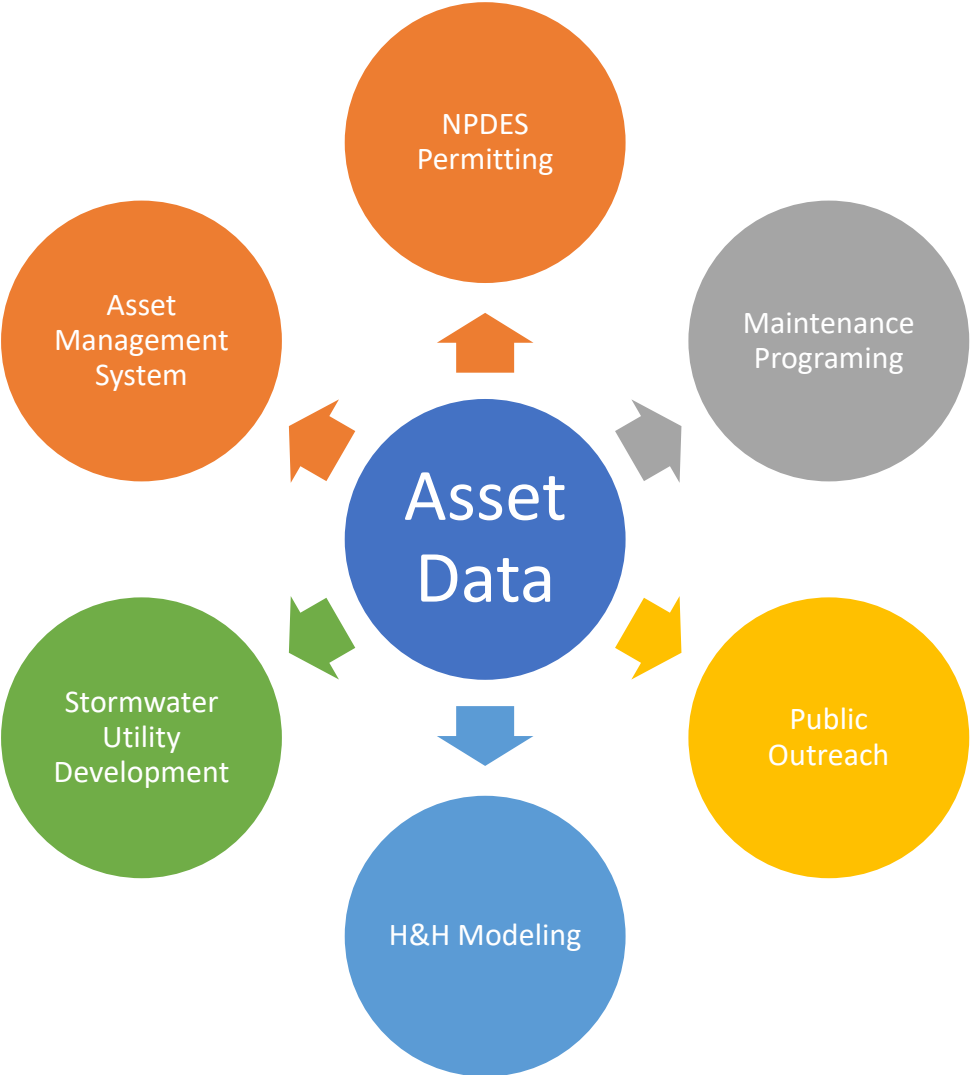 NPDES
Permitting
Asset
Management
System
Maintenance
Programing
Asset
Data
Stormwater
Utility
Development
Public
Outreach
H&H Modeling